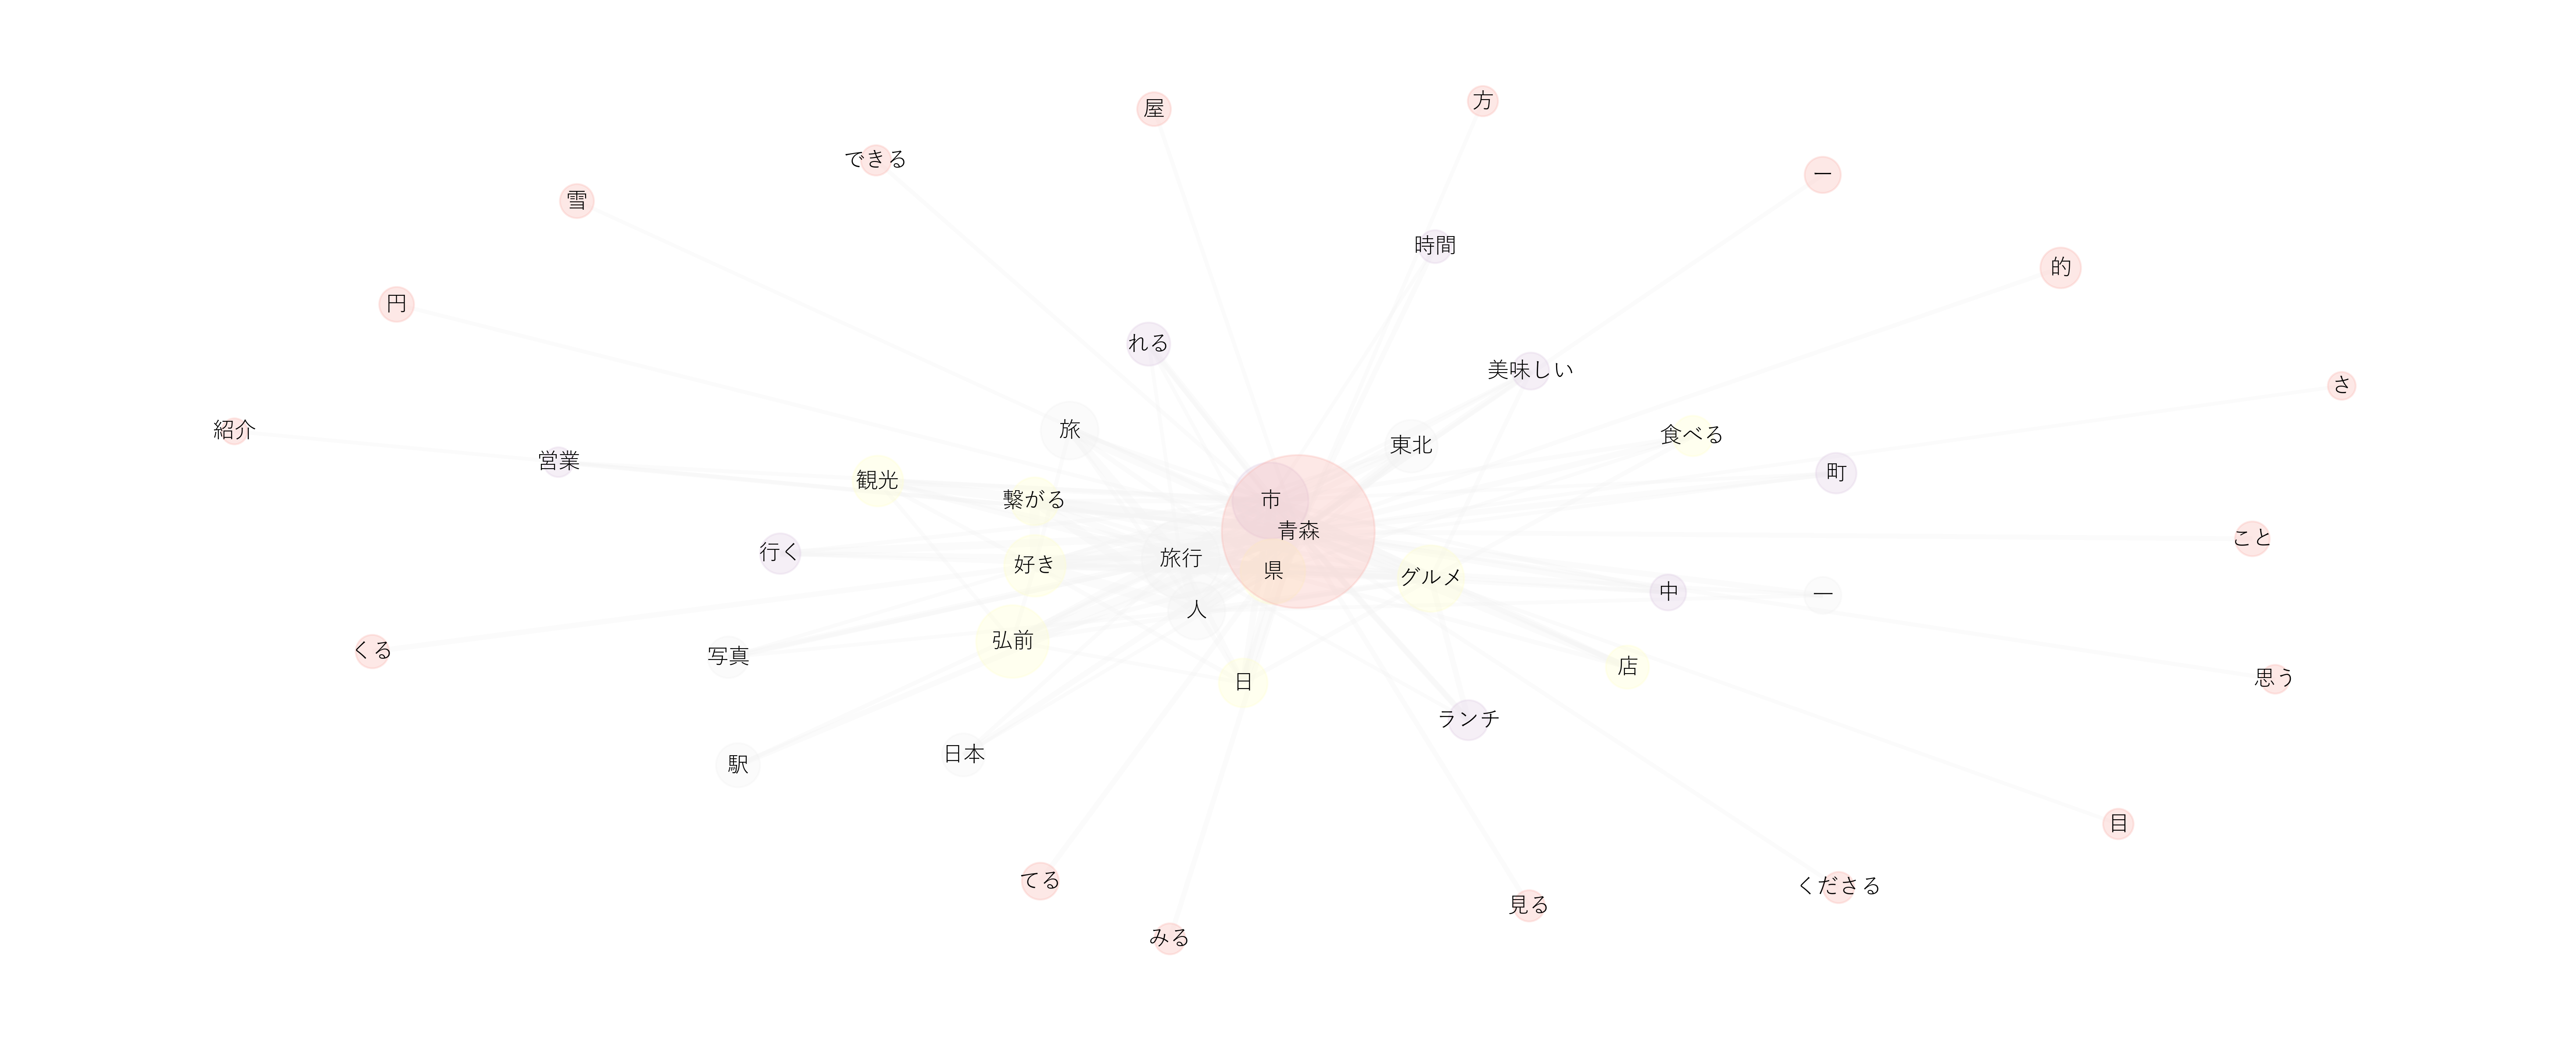 方
屋
できる
一
雪
時間
的
円
れる
美味しい
さ
旅
紹介
食べる
東北
営業
町
観光
繋がる
市
青森
こと
行く
旅行
好き
県
グルメ
中
一
人
弘前
くる
写真
店
思う
日
ランチ
日本
駅
目
てる
くださる
見る
みる